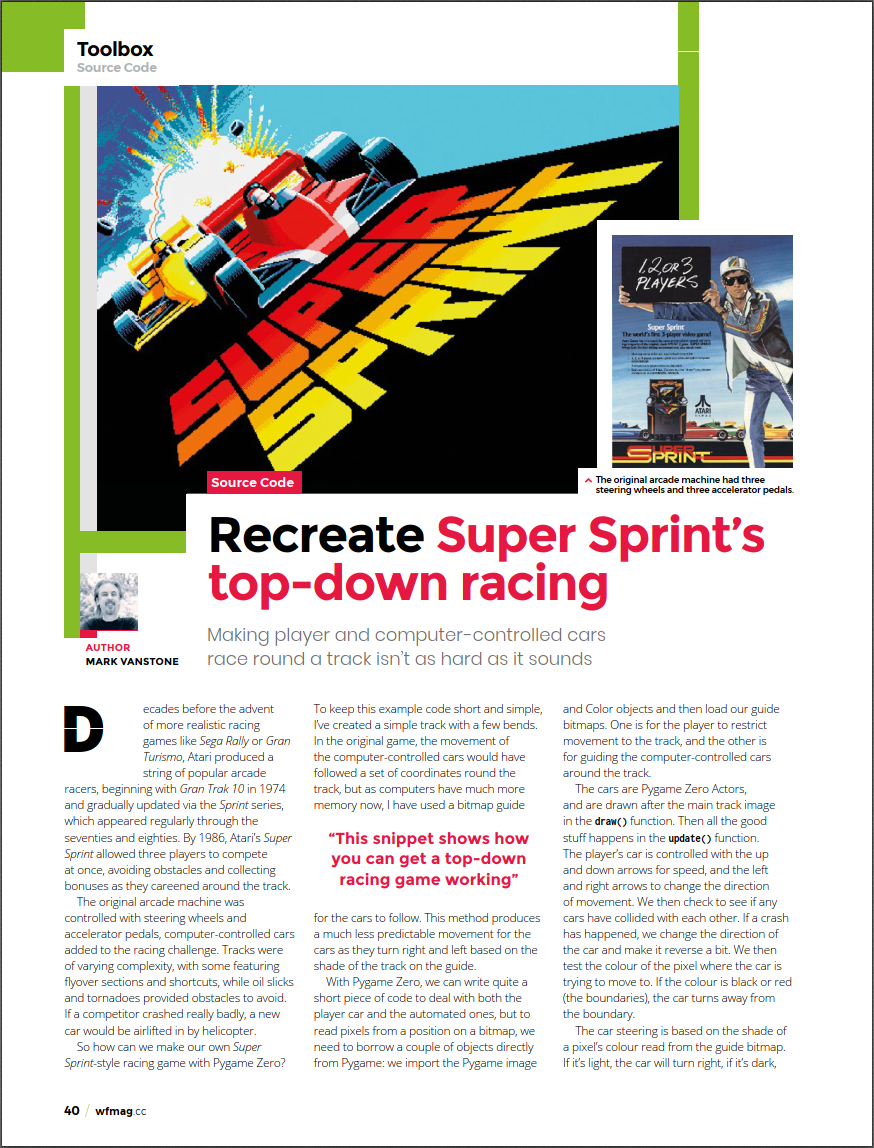 Toolbox
Source Code
SUPER
SPRINT
1, 2, OR 3
PLAYERS
Super Sprint
The world's first 3-player video game!
ATARI
GAMES
SUPER
SPRINT
The original arcade machine had three
steering wheels and three accelerator pedals.
Source Code
Recreate Super Sprint’s
top-down racing
Making player and computer-controlled cars
race round a track isn’t as hard as it sounds
AUTHOR
MARK VANSTONE
Decades before the advent
of more realistic racing
games like Sega Rally or Gran
Turismo, Atari produced a
string of popular arcade
racers, beginning with Gran Trak 10 in 1974
and gradually updated via the Sprint series,
which appeared regularly through the
seventies and eighties. By 1986, Atari’s Super
Sprint allowed three players to compete
at once, avoiding obstacles and collecting
bonuses as they careened around the track.
The original arcade machine was
controlled with steering wheels and
accelerator pedals, computer-controlled cars
added to the racing challenge. Tracks were
of varying complexity, with some featuring
flyover sections and shortcuts, while oil slicks
and tornadoes provided obstacles to avoid.
If a competitor crashed really badly, a new
car would be airlifted in by helicopter.
So how can we make our own Super
Sprint-style racing game with Pygame Zero?
To keep this example code short and simple,
I’ve created a simple track with a few bends.
In the original game, the movement of
the computer-controlled cars would have
followed a set of coordinates round the
track, but as computers have much more
memory now, I have used a bitmap guide
“This snippet shows how
you can get a top-down
racing game working”
for the cars to follow. This method produces
a much less predictable movement for the
cars as they turn right and left based on the
shade of the track on the guide.
With Pygame Zero, we can write quite a
short piece of code to deal with both the
player car and the automated ones, but to
read pixels from a position on a bitmap, we
need to borrow a couple of objects directly
from Pygame: we import the Pygame image
and Color objects and then load our guide
bitmaps. One is for the player to restrict
movement to the track, and the other is
for guiding the computer-controlled cars
around the track.
The cars are Pygame Zero Actors,
and are drawn after the main track image
in the draw() function. Then all the good
stuff happens in the update() function.
The player’s car is controlled with the up
and down arrows for speed, and the left
and right arrows to change the direction
of movement. We then check to see if any
cars have collided with each other. If a crash
has happened, we change the direction of
the car and make it reverse a bit. We then
test the colour of the pixel where the car is
trying to move to. If the colour is black or red
(the boundaries), the car turns away from
the boundary.
The car steering is based on the shade of
a pixel’s colour read from the guide bitmap.
If it’s light, the car will turn right, if it’s dark,
40 / wfmag.cc